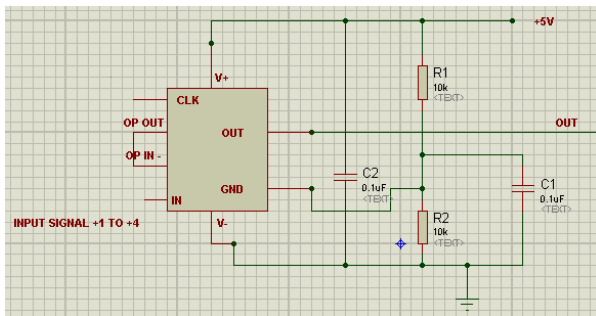 +5V
V+
R1
10k
<TEXT>
CLK
OP OUT
OUT
OUT
OP IN -
C2
0.1uF
<TEXT>
C1
0.1uF
<TEXT>
GND
IN
R2
10k
<TEXT>
INPUT SIGNAL +1 TO +4
V-